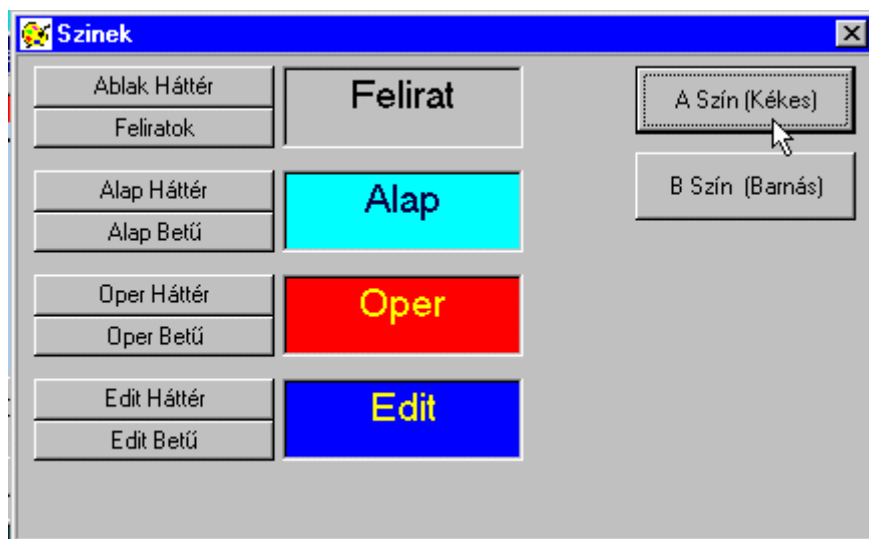 Szinek
Ablak Háttér
Feliratok
Felirat
Alap Háttér
Alap Betű
Alap
Oper Háttér
Oper Betű
Oper
Edit Háttér
Edit Betű
Edit
A Szín (Kékes)
B Szín (Barnás)